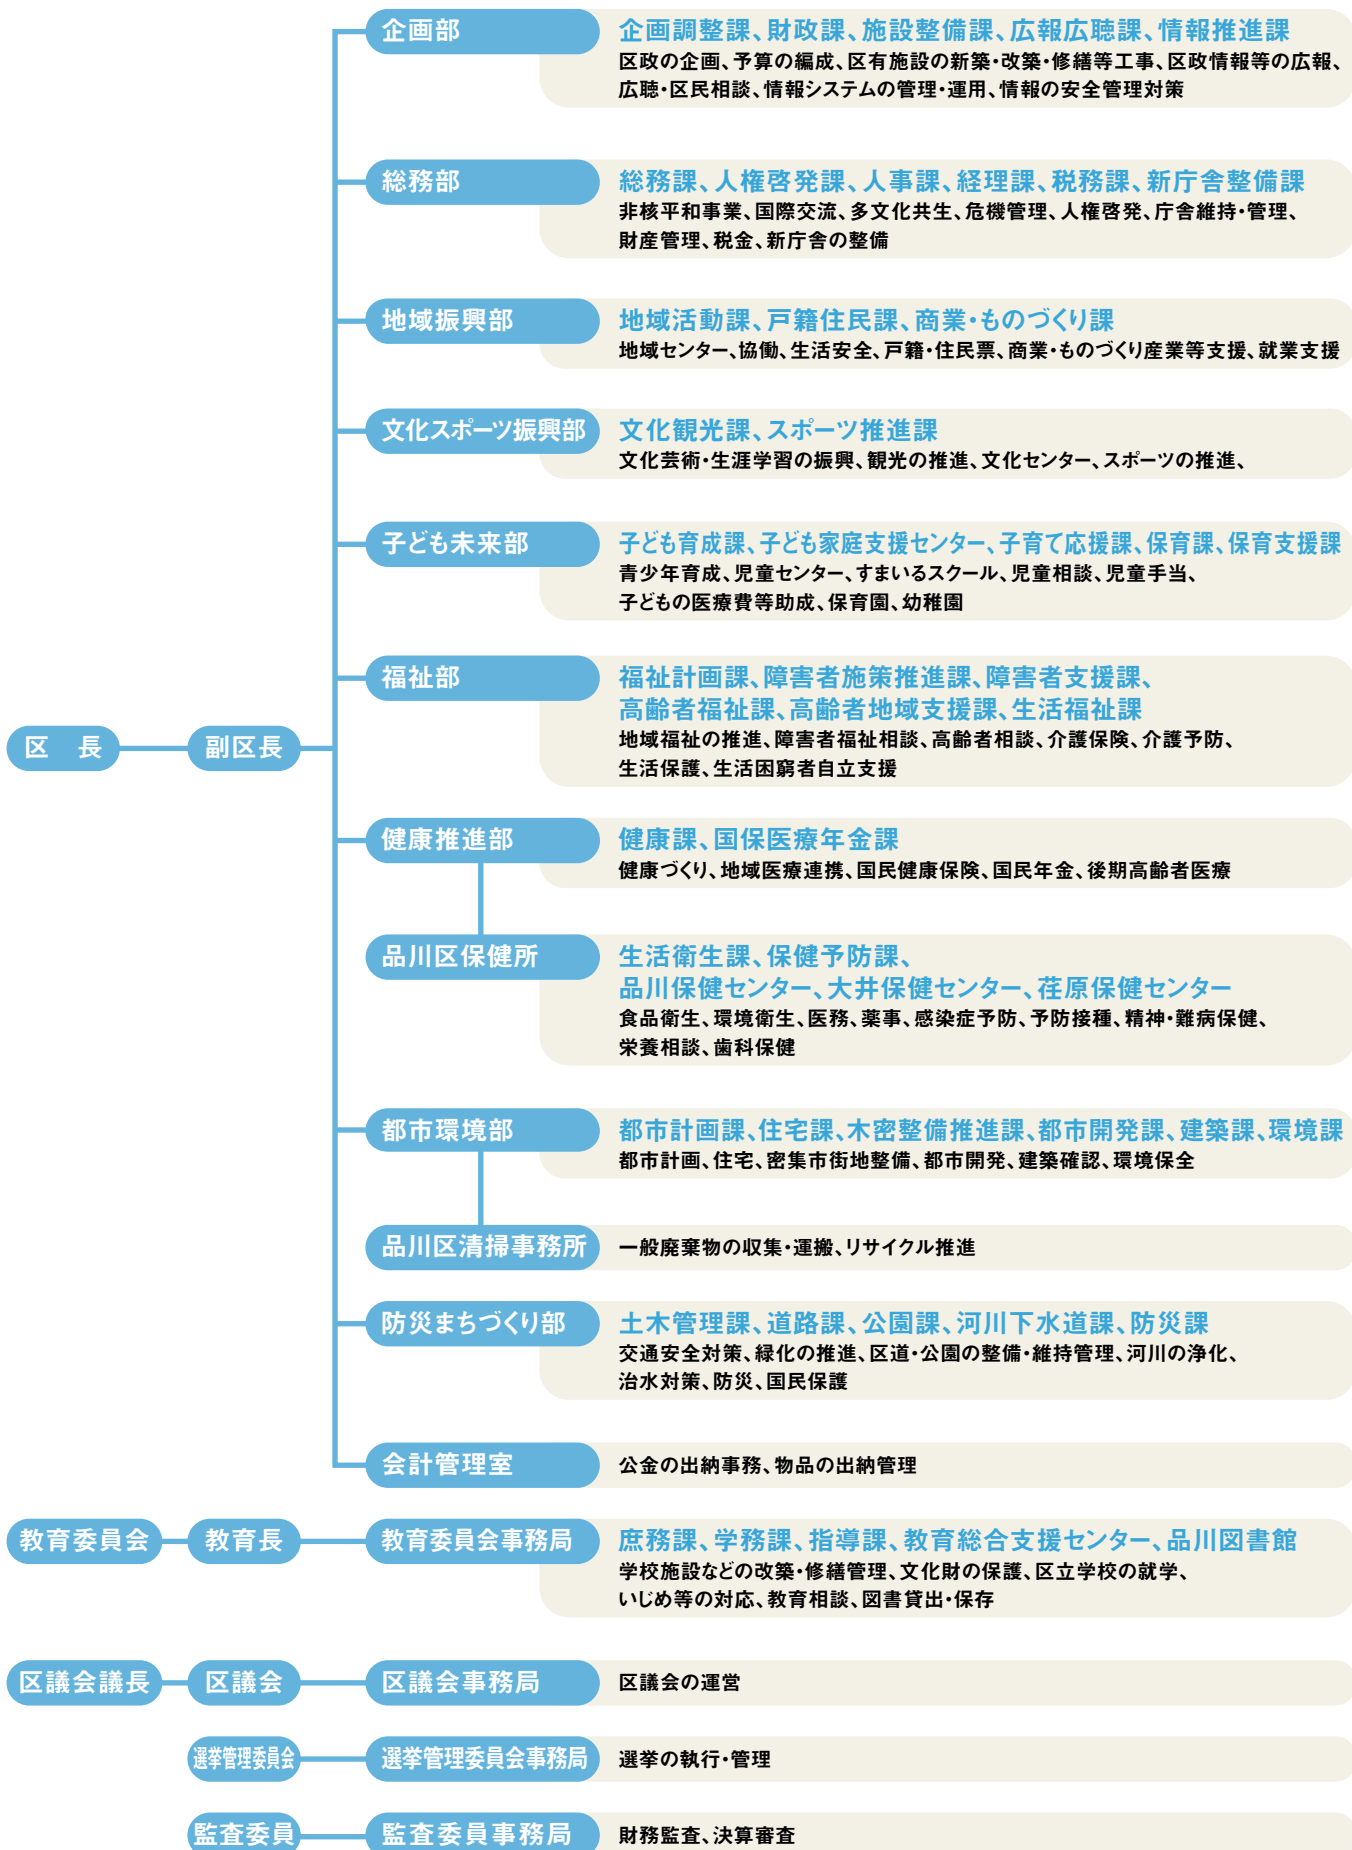 企画部
企画調整課、財政課、施設整備課、広報広聴課、情報推進課
区政の企画、予算の編成、区有施設の新築・改築・修繕等工事、区政情報等の広報、
広聴・区民相談、情報システムの管理・運用、情報の安全管理対策
総務部
総務課、人権啓発課、人事課、経理課、税務課、新庁舎整備課
非核平和事業、国際交流、多文化共生、危機管理、人権啓発、庁舎維持・管理、
財産管理、税金、新庁舎の整備
地域振興部
地域活動課、戸籍住民課、商業・ものづくり課
地域センター、協働、生活安全、戸籍・住民票、商業・ものづくり産業等支援、就業支援
文化スポーツ振興部
文化観光課、スポーツ推進課
文化芸術・生涯学習の振興、観光の推進、文化センター、スポーツの推進、
子ども未来部
子ども育成課、子ども家庭支援センター、子育て応援課、保育課、保育支援課
青少年育成、児童センター、すまいるスクール、児童相談、児童手当、
子どもの医療費等助成、保育園、幼稚園
福祉部
福祉計画課、障害者施策推進課、障害者支援課、
高齢者福祉課、高齢者地域支援課、生活福祉課
地域福祉の推進、障害者福祉相談、高齢者相談、介護保険、介護予防、
生活保護、生活困窮者自立支援
区　長
副区長
健康推進部
健康課、国保医療年金課
健康づくり、地域医療連携、国民健康保険、国民年金、後期高齢者医療
品川区保健所
生活衛生課、保健予防課、
品川保健センター、大井保健センター、荏原保健センター
食品衛生、環境衛生、医務、薬事、感染症予防、予防接種、精神・難病保健、
栄養相談、歯科保健
都市環境部
都市計画課、住宅課、木密整備推進課、都市開発課、建築課、環境課
都市計画、住宅、密集市街地整備、都市開発、建築確認、環境保全
品川区清掃事務所
一般廃棄物の収集・運搬、リサイクル推進
防災まちづくり部
土木管理課、道路課、公園課、河川下水道課、防災課
交通安全対策、緑化の推進、区道・公園の整備・維持管理、河川の浄化、
治水対策、防災、国民保護
会計管理室
公金の出納事務、物品の出納管理
教育委員会
教育長
教育委員会事務局
庶務課、学務課、指導課、教育総合支援センター、品川図書館
学校施設などの改築・修繕管理、文化財の保護、区立学校の就学、
いじめ等の対応、教育相談、図書貸出・保存
区議会議長
区議会
区議会事務局
区議会の運営
選挙管理委員会
選挙管理委員会事務局
選挙の執行・管理
監査委員
監査委員事務局
財務監査、決算審査